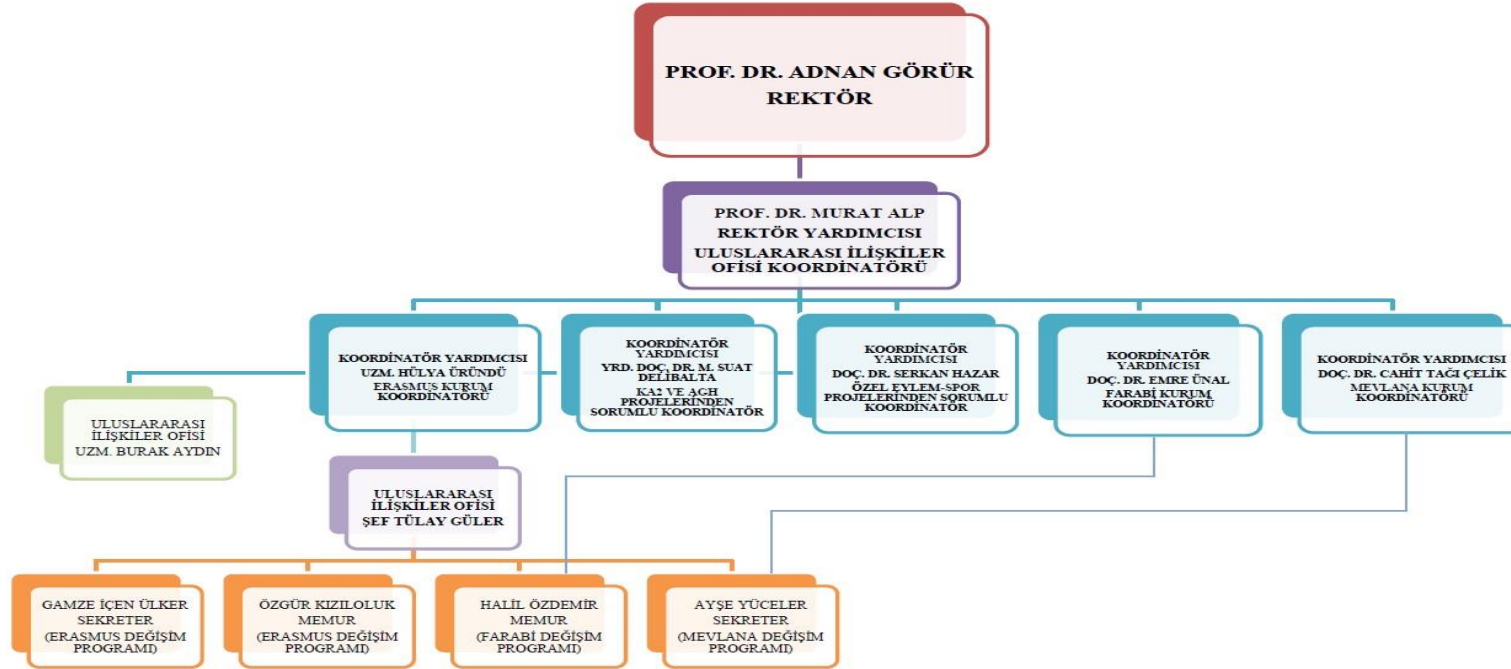 PROF. DR. ADNAN GÖRÜR
REKTÖR
PROF. DR. MURAT ALP
REKTÖR YARDIMCISI
ULUSLARARASI İLİŞKİLER
OFİSİ KOORDİNATÖRÜ
KOORDİNATÖR YARDIMCISI
UZM. HÜLYA ÜRÜNDÜ
ERASMUS KURUM
KOORDİNATÖRÜ
KOORDİNATÖR
YARDIMCISI
YRD. DOÇ. DR. M. SUAT
DELİBALTA
KA2 VE AGH
PROJELERİNDEN
SORUMLU KOORDİNATÖR
KOORDİNATÖR
YARDIMCISI
DOÇ. DR. SERKAN HAZAR
ÖZEL EYLEM-SPOR
PROJELERİNDEN SORUMLU
KOORDİNATÖR
KOORDİNATÖR
YARDIMCISI
DOÇ. DR. EMRE ÜNAL
FARABİ KURUM
KOORDİNATÖRÜ
KOORDİNATÖR YARDIMCISI
DOÇ. DR. CAHİT TAĞI ÇELİK
MEVLANA KURUM
KOORDİNATÖRÜ
ULUSLARARASI
İLİŞKİLER OFİSİ
UZM. BURAK AYDIN
ULUSLARARASI
İLİŞKİLER OFİSİ
ŞEF TÜLAY GÜLER
GAMZE İÇEN ÜLKER
SEKRETER
(ERASMUS DEĞİŞİM
PROGRAMI)
ÖZGÜR KIZILOLUK
MEMUR
(ERASMUS DEĞİŞİM
PROGRAMI)
HALİL ÖZDEMİR
MEMUR
(FARABİ DEĞİŞİM
PROGRAMI)
AYŞE YÜCELER
SEKRETER
(MEVLANA DEĞİŞİM
PROGRAMI)